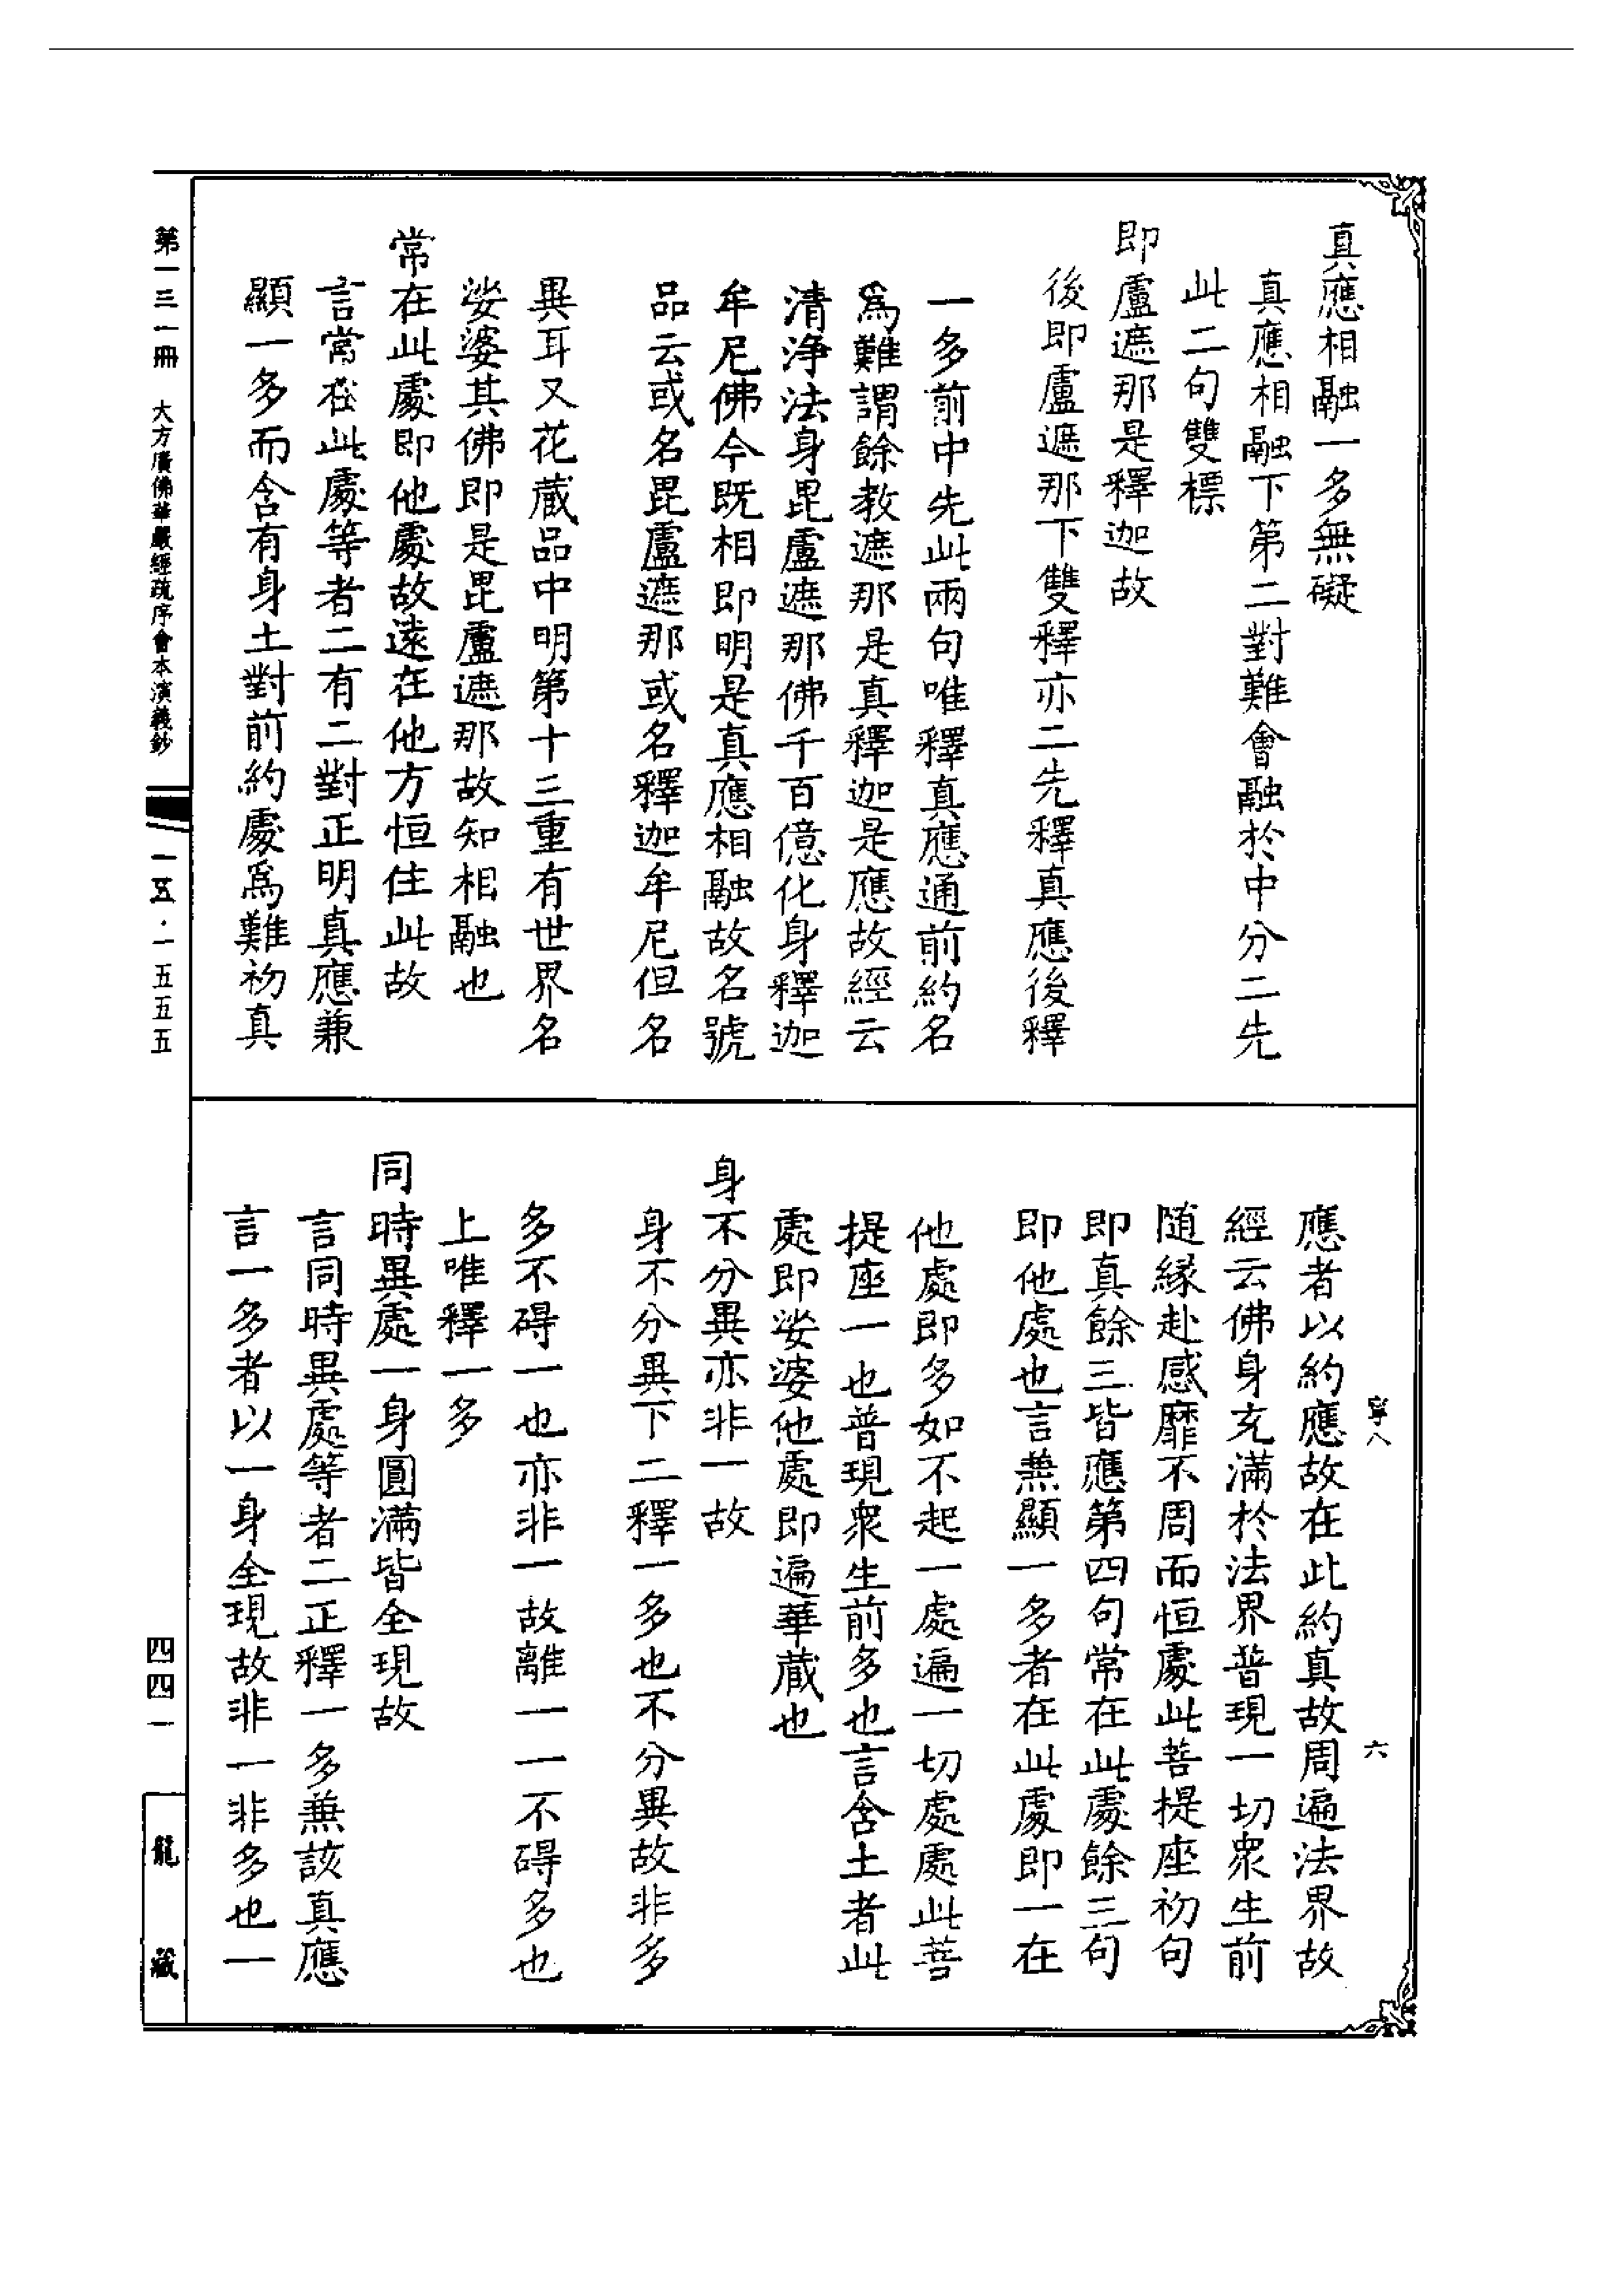 真應相融一多無礙
真應相融下第二對難會融於中分二先
此二句雙標
即盧遮那是釋迦故
後即盧遮那下雙釋亦二先釋真應後釋
一多前中先此兩句唯釋真應通前約名
爲難謂餘教遮那是真釋迦是應故經云
清淨法身毘盧遮那佛千百億化身釋迦
牟尼佛今既相即明是真應相融故名號
品云或名毘盧遮那或名釋迦牟尼但名
異耳又花藏品中明第十三重有世界名
娑婆其佛即是毘盧遮那故知相融也
常在此處即他處故遠在他方恒住此故
言常在此處等者二有二對正明真應兼
顯一多而含有身土對前約處爲難初真
應者以約應故在此約真故周遍法界故
經云佛身充滿於法界普現一切衆生前
随緣赴感靡不周而恒處此菩提座初句
即真餘三皆應第四句常在此處餘三句
即他處也言兼顯一多者在此處即一在
他處即多如不起一處遍一切處處此菩
提座一也普現衆生前多也言含土者此
處即娑婆他處即遍華藏也
身不分異亦非一故
身不分異下二釋一多也不分異故非多
多不碍一也亦非一故離一一不碍多也
上唯釋一多
同時異處一身圓滿皆全現故
言同時異處等者二正釋一多兼該真應
言一多者以一身全現故非一非多也一
寧八
六
第一三一冊 大方廣佛華嚴經疏序會本演義鈔
一五·一五五五
四四一
龍藏